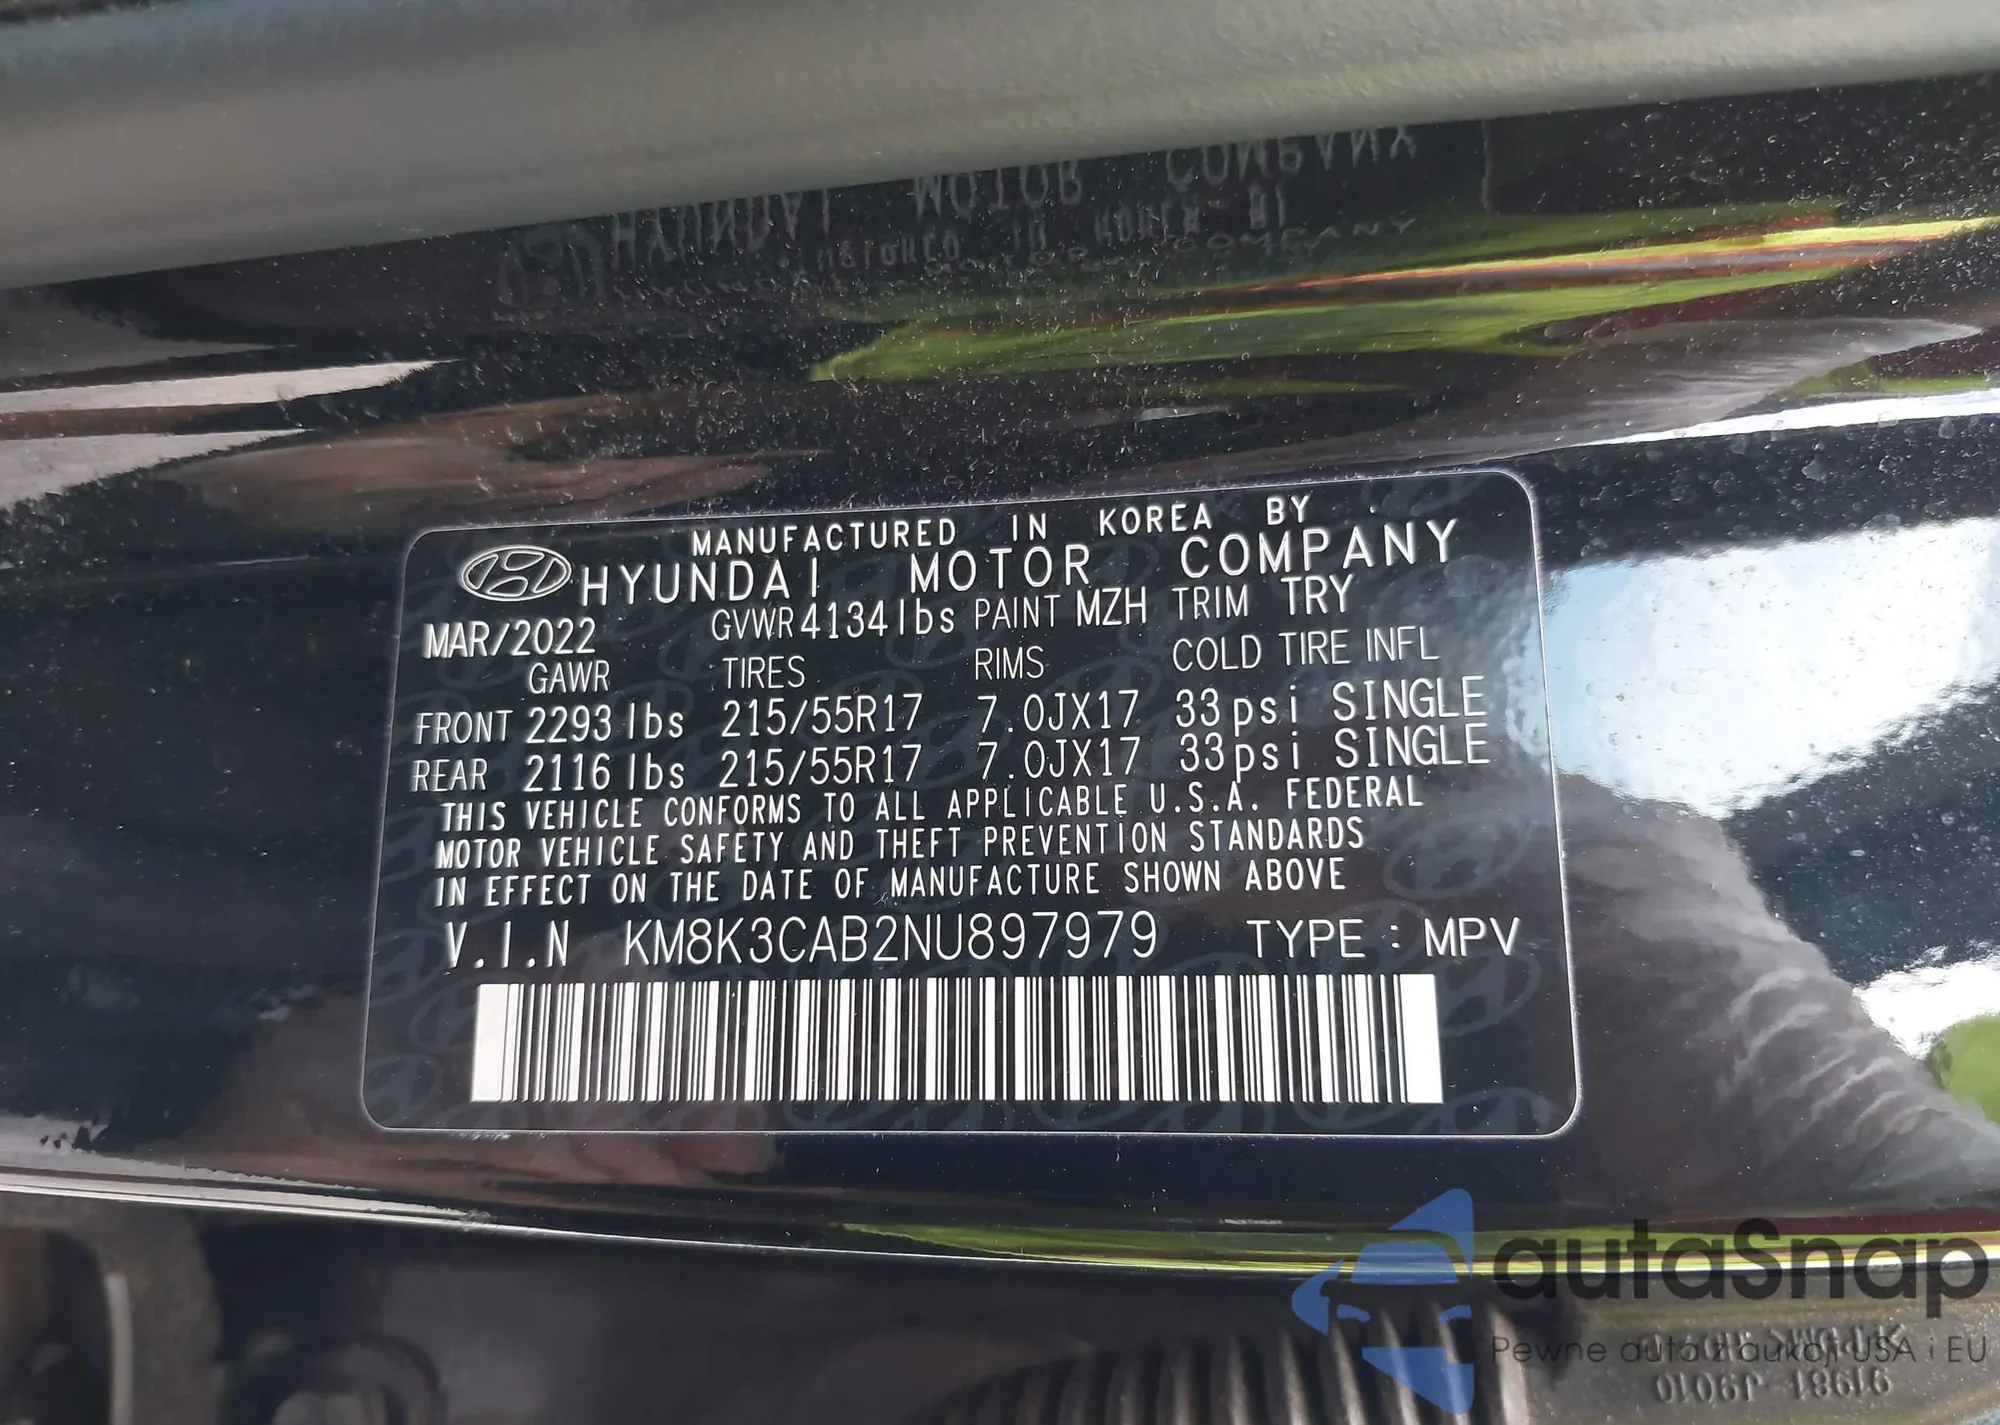 MANUFACTURED IN KOREA BY
HYUNDAI MOTOR COMPANY
MAR/2022 GVWR 4134lbs PAINT MZH TRIM TRY
GAWR TIRES RIMS COLD TIRE INFL
FRONT 2293 lbs 215/55R17 7.0JX17 33psi SINGLE
REAR 2116 lbs 215/55R17 7.0JX17 33psi SINGLE
THIS VEHICLE CONFORMS TO ALL APPLICABLE U.S.A. FEDERAL
MOTOR VEHICLE SAFETY AND THEFT PREVENTION STANDARDS
IN EFFECT ON THE DATE OF MANUFACTURE SHOWN ABOVE
V.I.N KM8K3CAB2NU897979 TYPE : MPV
autaSnap
Pewne auta z aukcji USA i EU